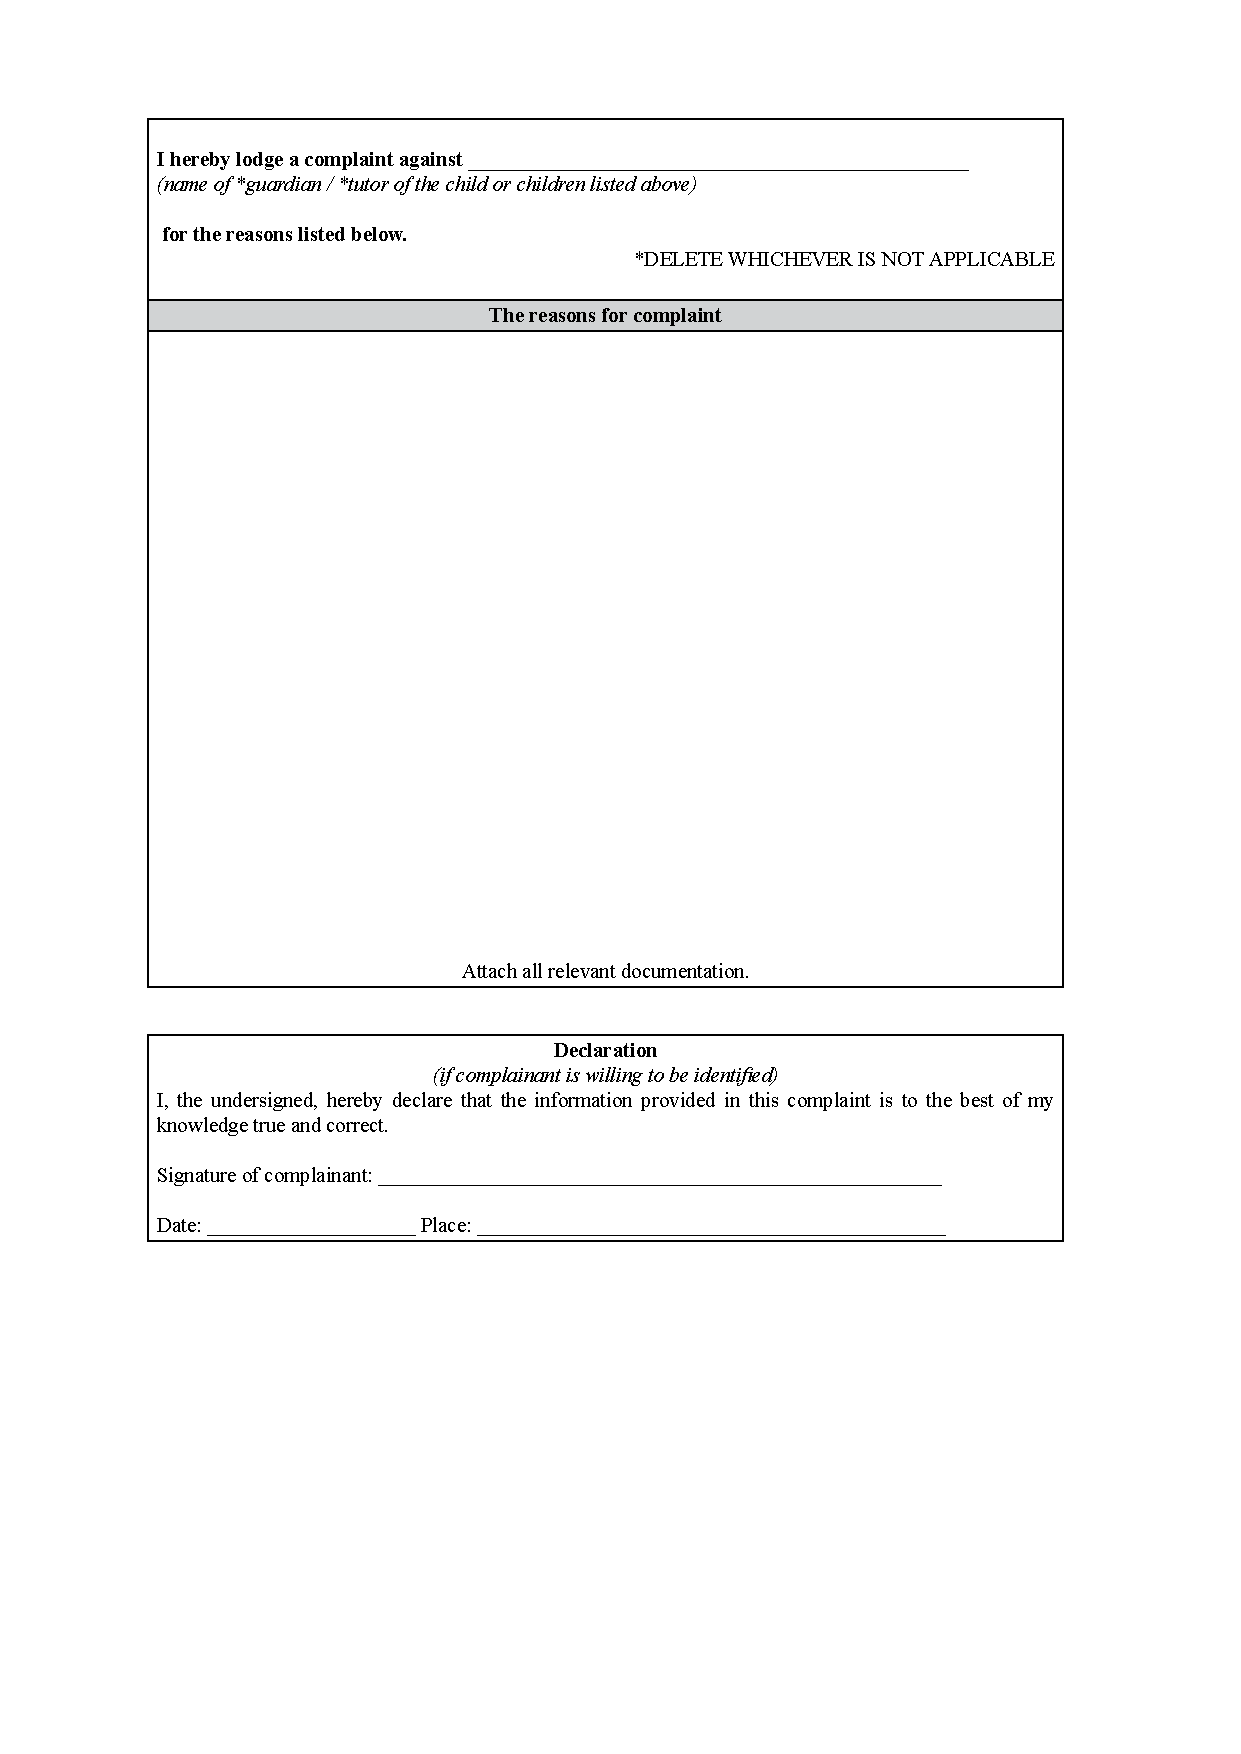 I hereby lodge a complaint against ________________________________________________
(name of *guardian / *tutor of the child or children listed above)
for the reasons listed below.
*DELETE WHICHEVER IS NOT APPLICABLE
The reasons for complaint
Attach all relevant documentation.
Declaration
(if complainant is willing to be identified)
I, the undersigned, hereby declare that the information provided in this complaint is to the best of my
knowledge true and correct.
Signature of complainant: ______________________________________________________
Date: ____________________ Place: _____________________________________________